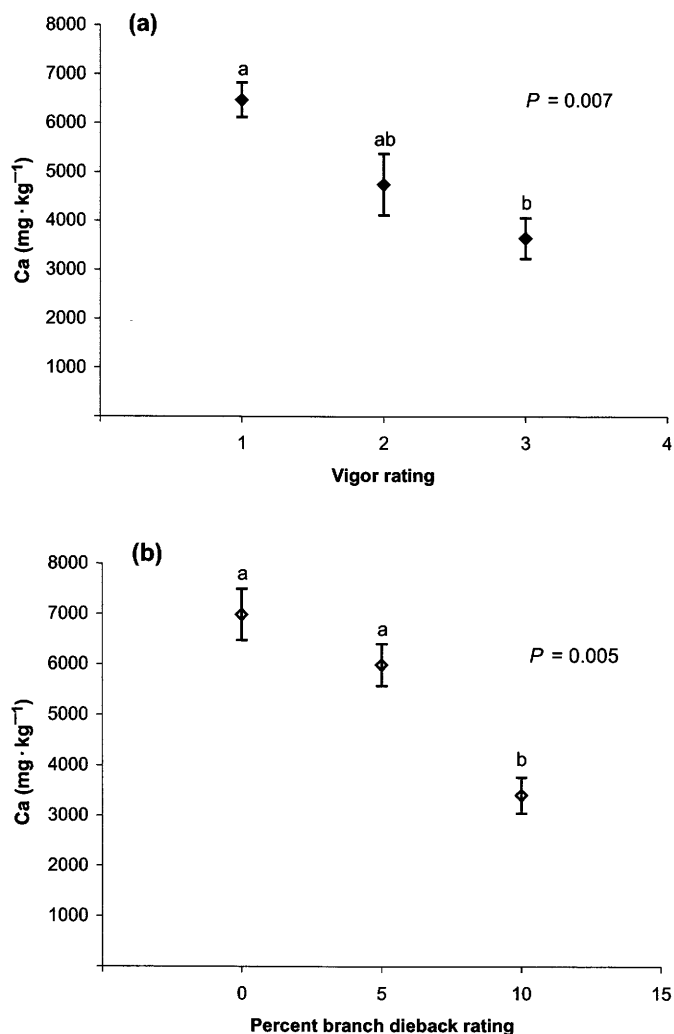 (a)
8000
7000
6000
5000
4000
3000
2000
1000
Ca (mg · kg⁻¹)
a
ab
b
P = 0.007
1 2 3 4
Vigor rating
(b)
8000
7000
6000
5000
4000
3000
2000
1000
Ca (mg · kg⁻¹)
a
a
b
P = 0.005
0 5 10 15
Percent branch dieback rating